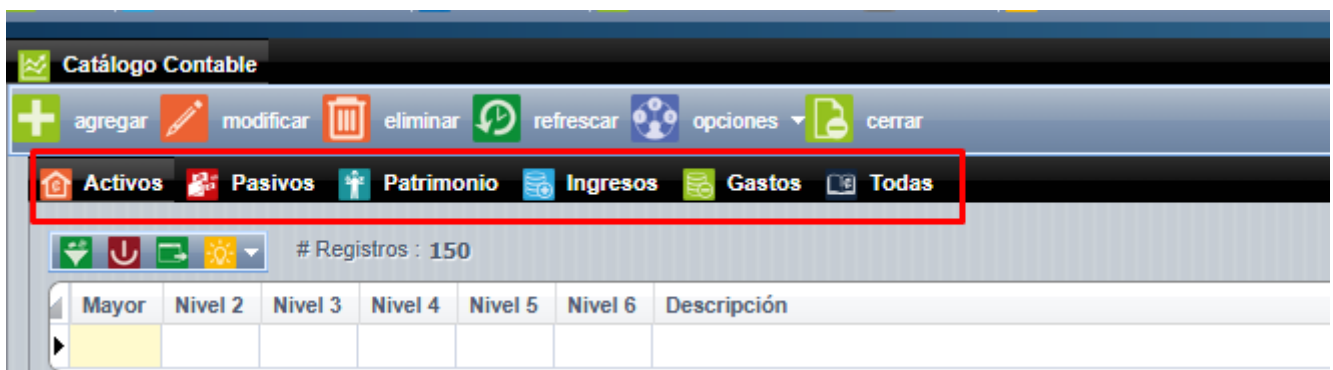 Catálogo Contable
agregar modificar eliminar refrescar opciones cerrar
Activos Pasivos Patrimonio Ingresos Gastos Todas
# Registros : 150
Mayor Nivel 2 Nivel 3 Nivel 4 Nivel 5 Nivel 6 Descripción